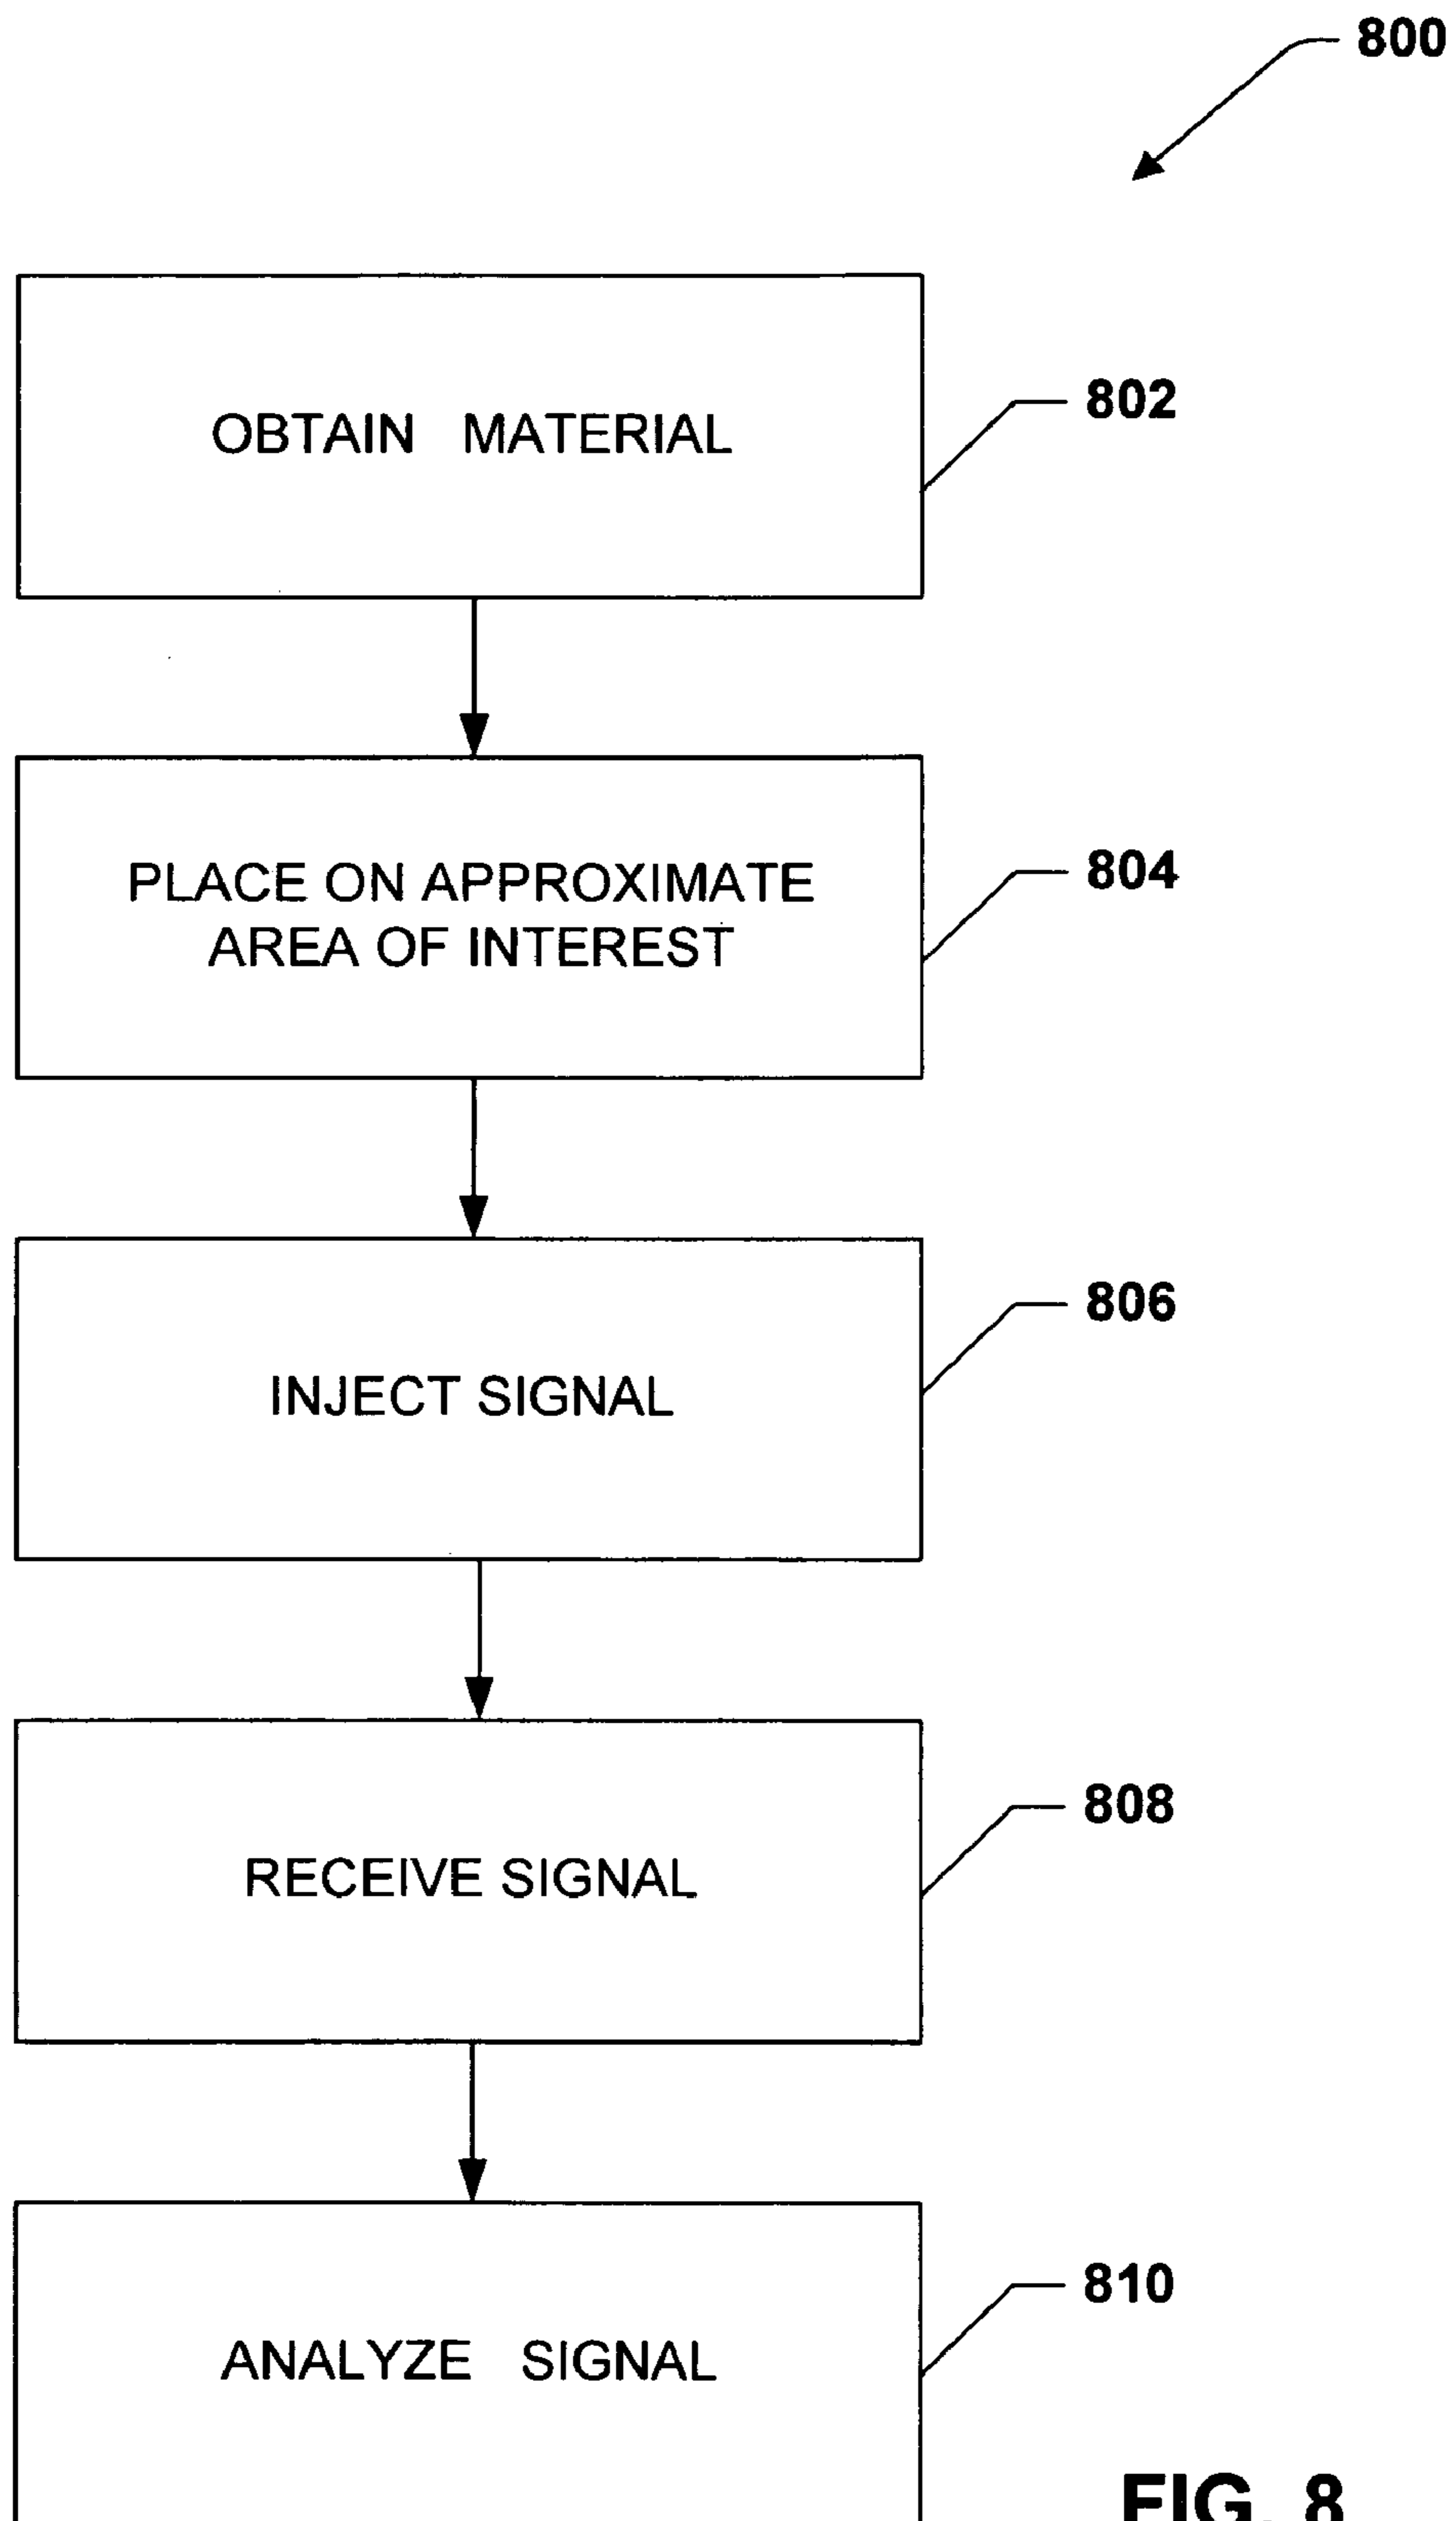 800
OBTAIN MATERIAL
802
PLACE ON APPROXIMATE
AREA OF INTEREST
804
INJECT SIGNAL
806
RECEIVE SIGNAL
808
ANALYZE SIGNAL
810
FIG. 8